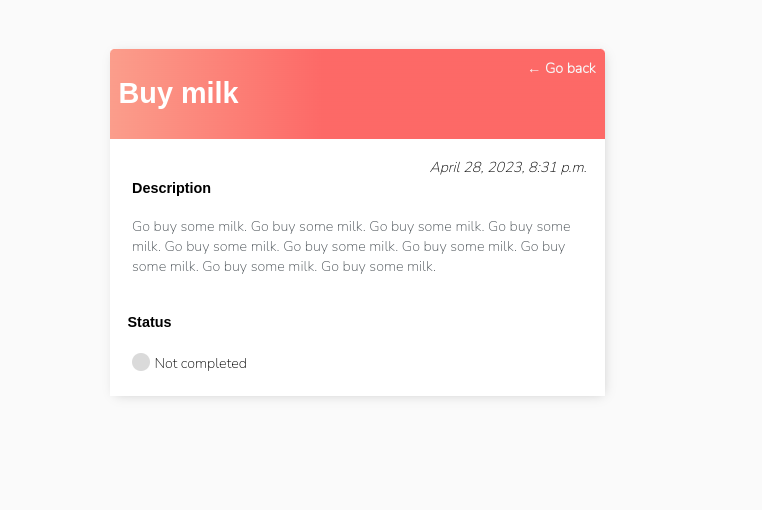 ← Go back
Buy milk
April 28, 2023, 8:31 p.m.
Description
Go buy some milk. Go buy some milk. Go buy some milk. Go buy some
milk. Go buy some milk. Go buy some milk. Go buy some milk. Go buy
some milk. Go buy some milk. Go buy some milk.
Status
Not completed